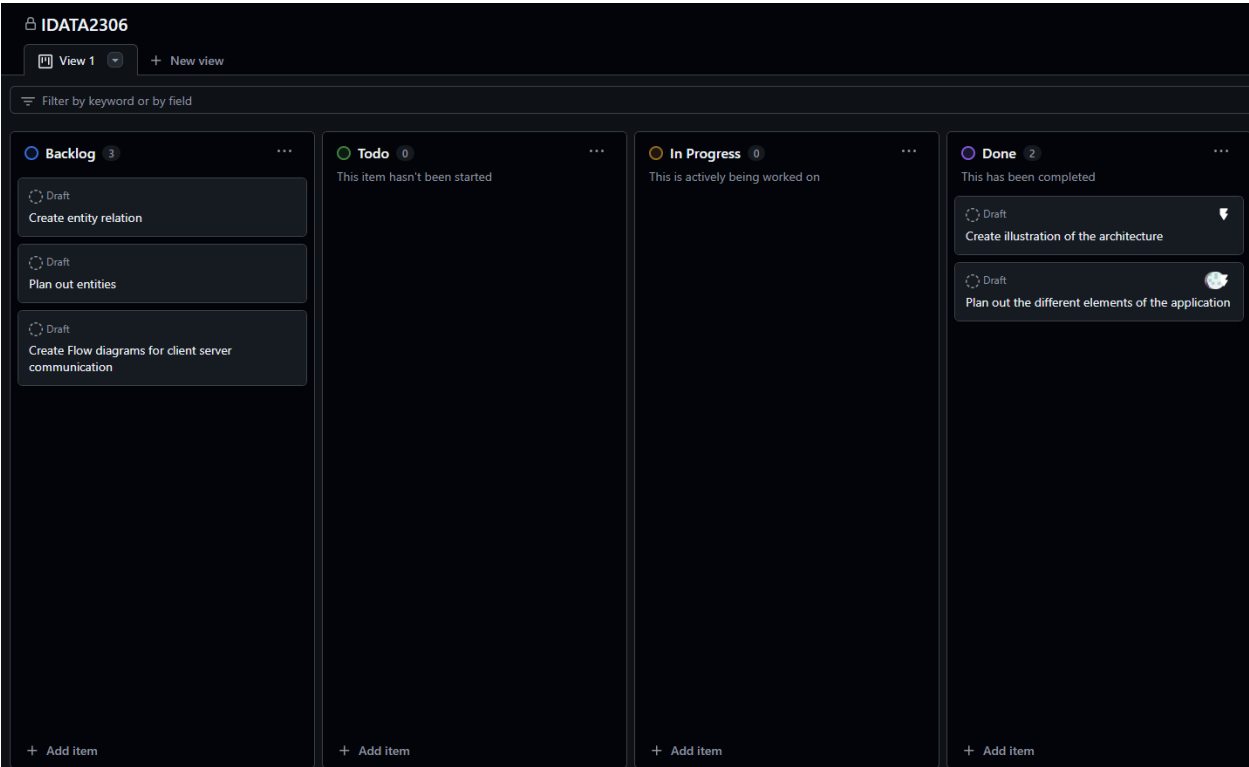 IDATA2306
View 1
New view
Filter by keyword or by field
Backlog 3
Draft
Create entity relation
Draft
Plan out entities
Draft
Create Flow diagrams for client server
communication
Add item
Todo 0
This item hasn't been started
Add item
In Progress 0
This is actively being worked on
Add item
Done 2
This has been completed
Draft
Create illustration of the architecture
Draft
Plan out the different elements of the application
Add item